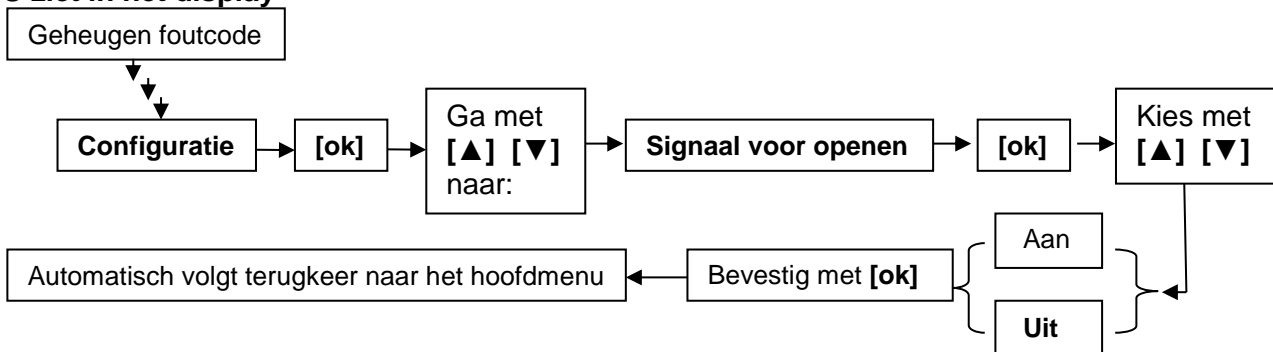 Geheugen foutcode
Configuratie
[ok]
Ga met
[▲] [▼]
naar:
Signaal voor openen
[ok]
Kies met
[▲] [▼]
Aan
Uit
Bevestig met [ok]
Automatisch volgt terugkeer naar het hoofdmenu